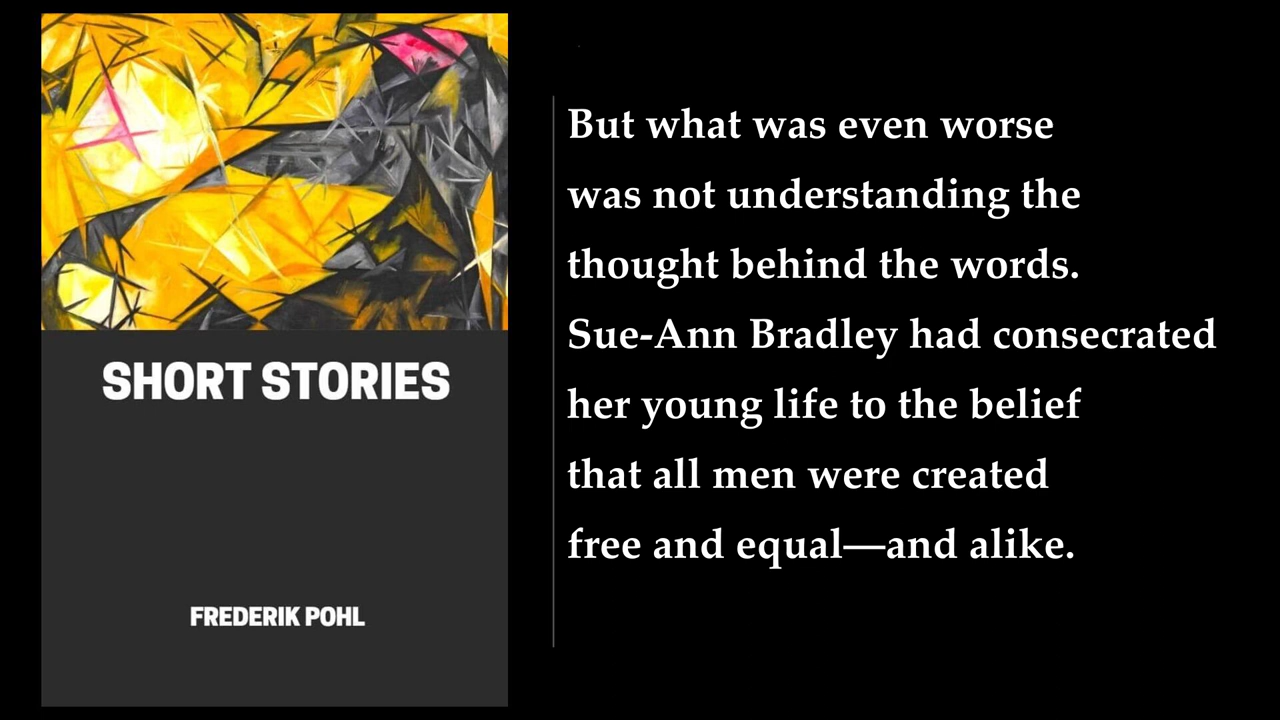 SHORT STORIES
FREDERIK POHL
But what was even worse
was not understanding the
thought behind the words.
Sue-Ann Bradley had consecrated
her young life to the belief
that all men were created
free and equal—and alike.